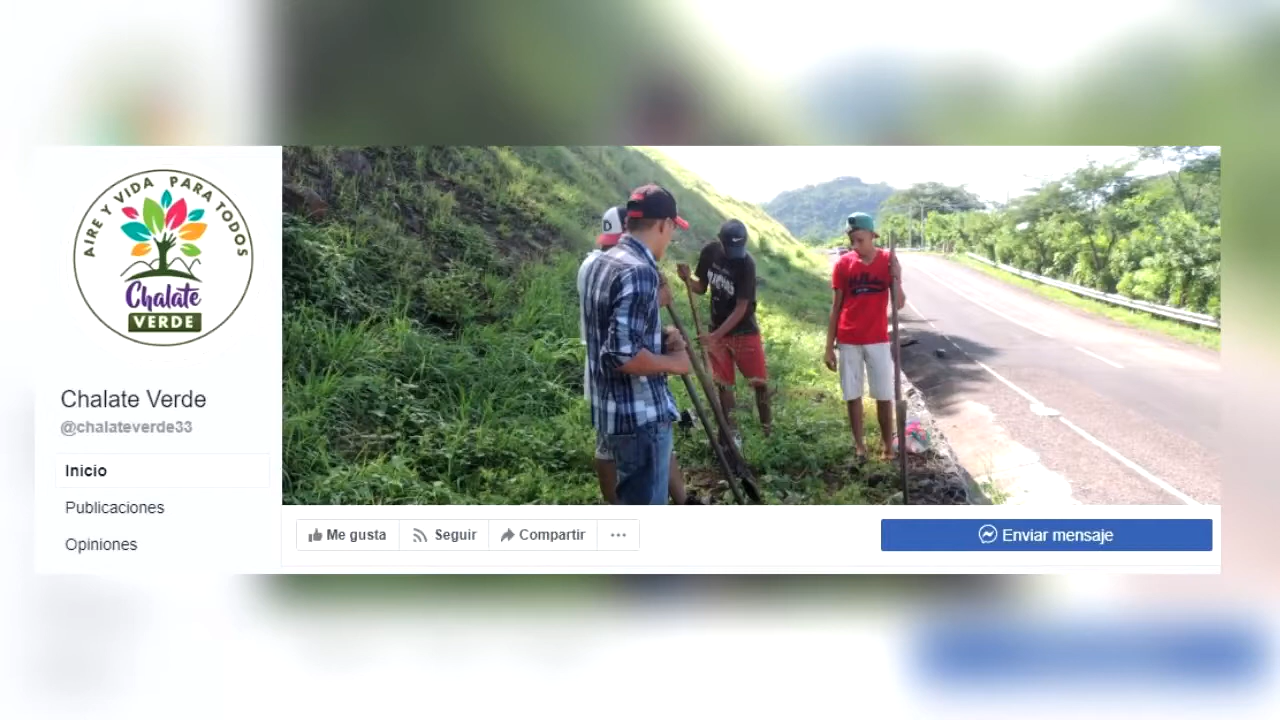 AIRE Y VIDA PARA TODOS
Chalate
VERDE
Chalate Verde
@chalateverde33
Inicio
Publicaciones
Opiniones
D
Me gusta
Seguir
Compartir
...
Enviar mensaje